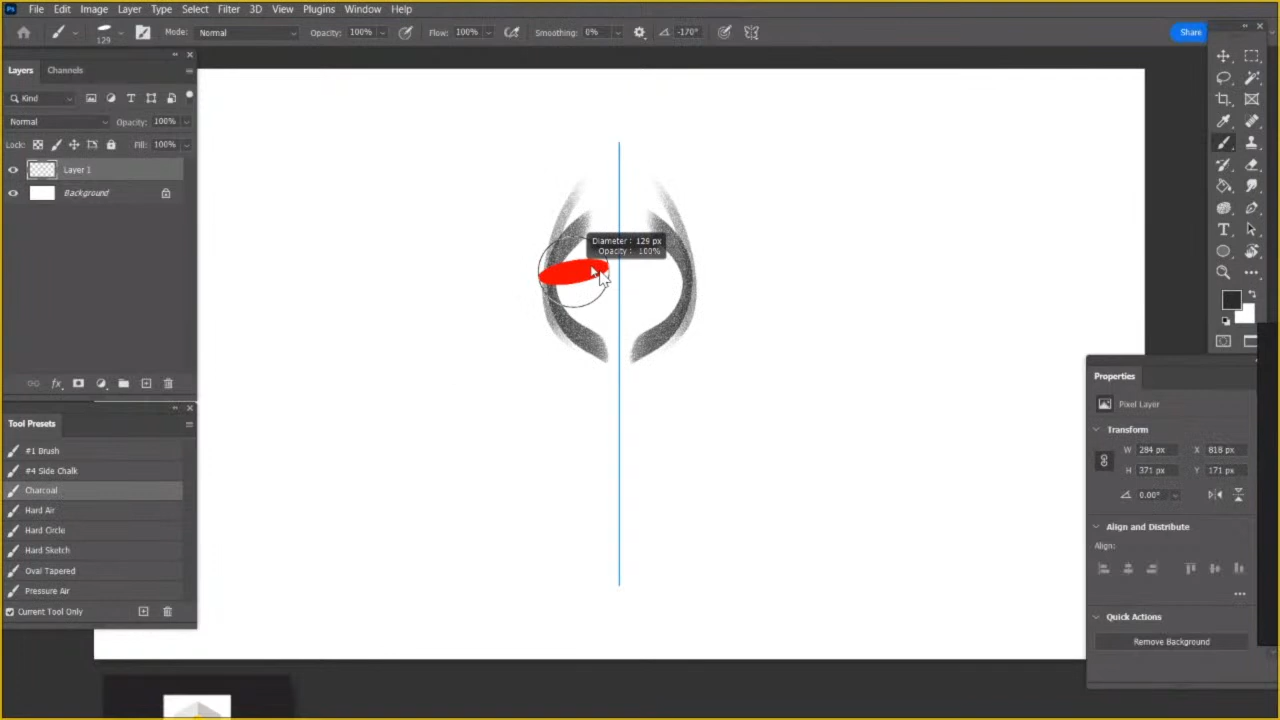 Ps File Edit Image Layer Type Select Filter 3D View Plugins Window Help
129 Mode: Normal Opacity: 100% Flow: 100% Smoothing: 0% -170° Share
Layers Channels
Kind
Normal Opacity: 100%
Lock: Fill: 100%
Layer 1
Background
fx
Tool Presets
#1 Brush
#4 Side Chalk
Charcoal
Hard Air
Hard Circle
Hard Sketch
Oval Tapered
Pressure Air
Current Tool Only
Diameter: 129 px
Opacity: 100%
Properties
Pixel Layer
Transform
W 284 px X 818 px
H 371 px Y 171 px
0.00°
Align and Distribute
Align:
Quick Actions
Remove Background